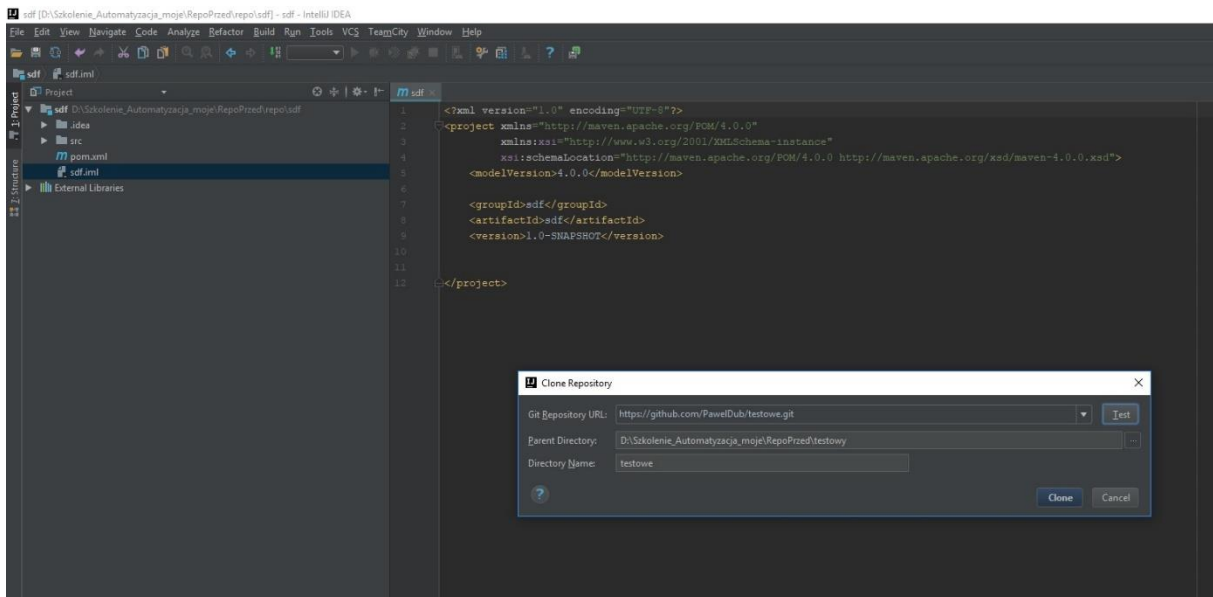 sdf [D:\Szkolenie_Automatyzacja_moje\RepoPrzed\repo\sdf] - sdf - IntelliJ IDEA
File Edit View Navigate Code Analyze Refactor Build Run Tools VCS TeamCity Window Help
sdf sdf.iml
1: Project
Project
sdf D:\Szkolenie_Automatyzacja_moje\RepoPrzed\repo\sdf
.idea
src
pom.xml
sdf.iml
External Libraries
7: Structure
sdf
1 <?xml version="1.0" encoding="UTF-8"?>
2 <project xmlns="http://maven.apache.org/POM/4.0.0"
3 xmlns:xsi="http://www.w3.org/2001/XMLSchema-instance"
4 xsi:schemaLocation="http://maven.apache.org/POM/4.0.0 http://maven.apache.org/xsd/maven-4.0.0.xsd">
5 <modelVersion>4.0.0</modelVersion>
6
7 <groupId>sdf</groupId>
8 <artifactId>sdf</artifactId>
9 <version>1.0-SNAPSHOT</version>
10
11
12 </project>
Clone Repository
Git Repository URL: https://github.com/PawelDub/testowe.git Test
Parent Directory: D:\Szkolenie_Automatyzacja_moje\RepoPrzed\testowy ...
Directory Name: testowe
? Clone Cancel